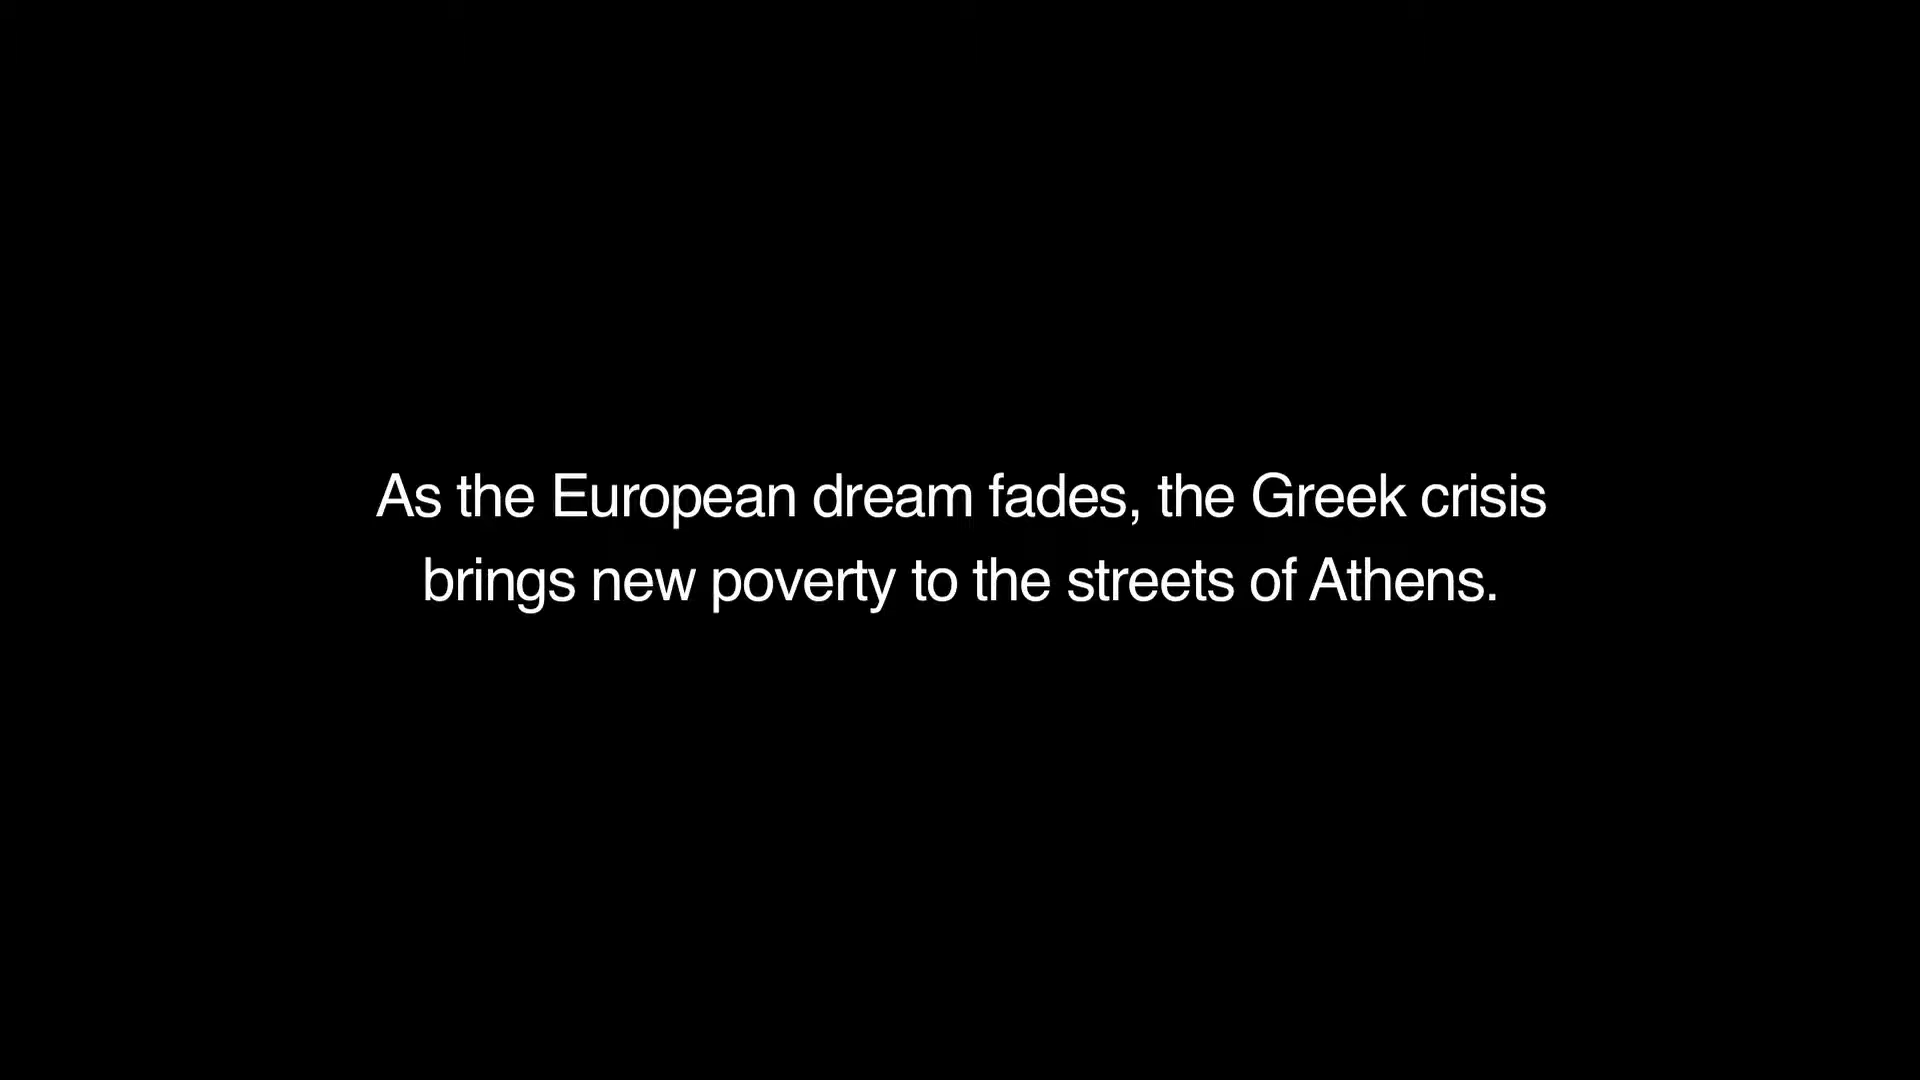 As the European dream fades, the Greek crisis
brings new poverty to the streets of Athens.